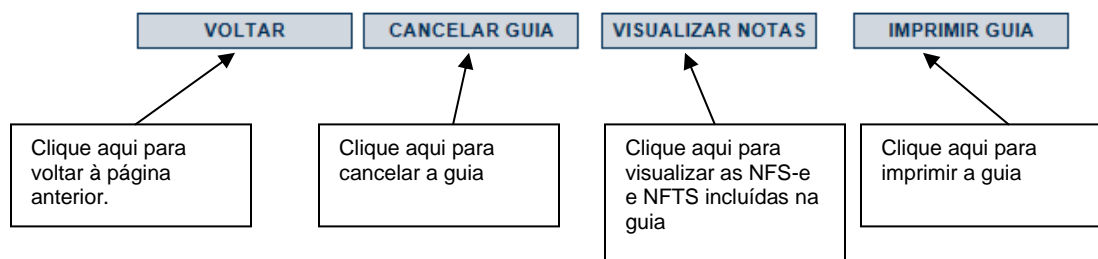 VOLTAR
CANCELAR GUIA
VISUALIZAR NOTAS
IMPRIMIR GUIA
Clique aqui para
voltar à página
anterior.
Clique aqui para
cancelar a guia
Clique aqui para
visualizar as NFS-e
e NFTS incluídas na
guia
Clique aqui para
imprimir a guia